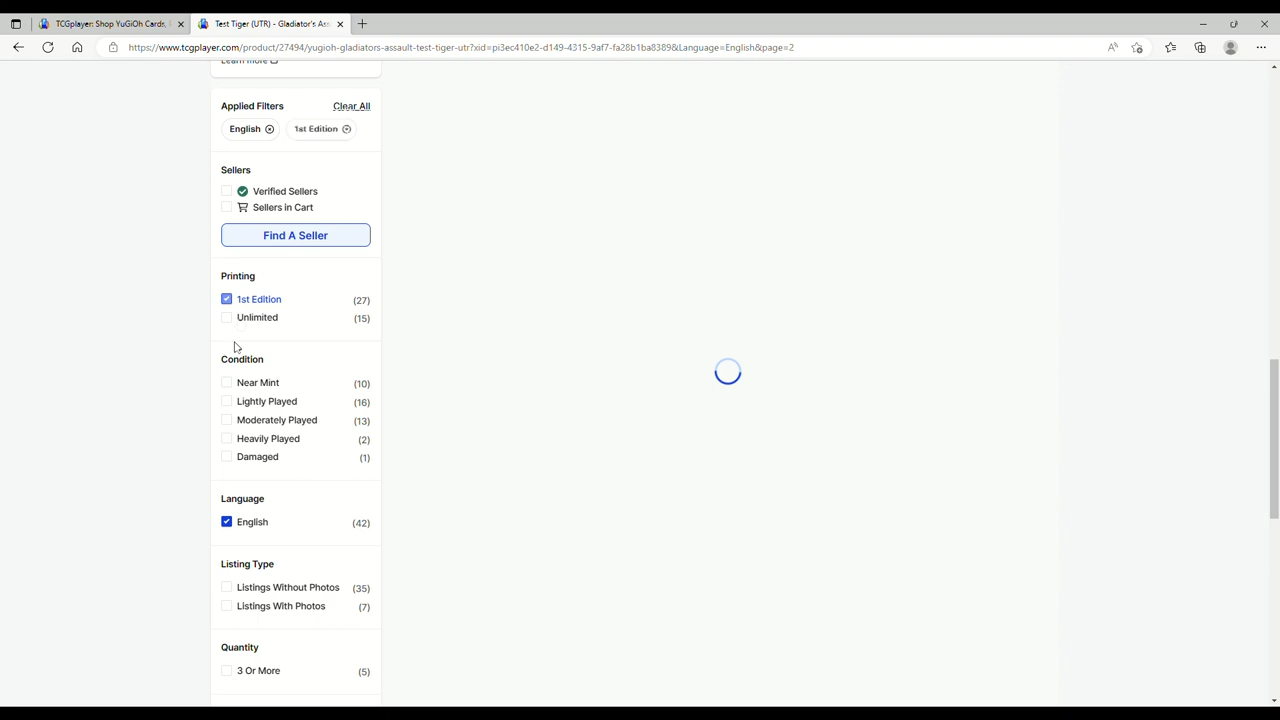 TCGplayer: Shop YuGiOh Cards,
Test Tiger (UTR) - Gladiator's Ass
https://www.tcgplayer.com/product/27494/yugioh-gladiators-assault-test-tiger-utr?xid=pi3ec410e2-d149-4315-9af7-fa28b1ba8389&Language=English&page=2
Learn more
Applied Filters Clear All
English 1st Edition
Sellers
Verified Sellers
Sellers in Cart
Find A Seller
Printing
1st Edition (27)
Unlimited (15)
Condition
Near Mint (10)
Lightly Played (16)
Moderately Played (13)
Heavily Played (2)
Damaged (1)
Language
English (42)
Listing Type
Listings Without Photos (35)
Listings With Photos (7)
Quantity
3 Or More (5)